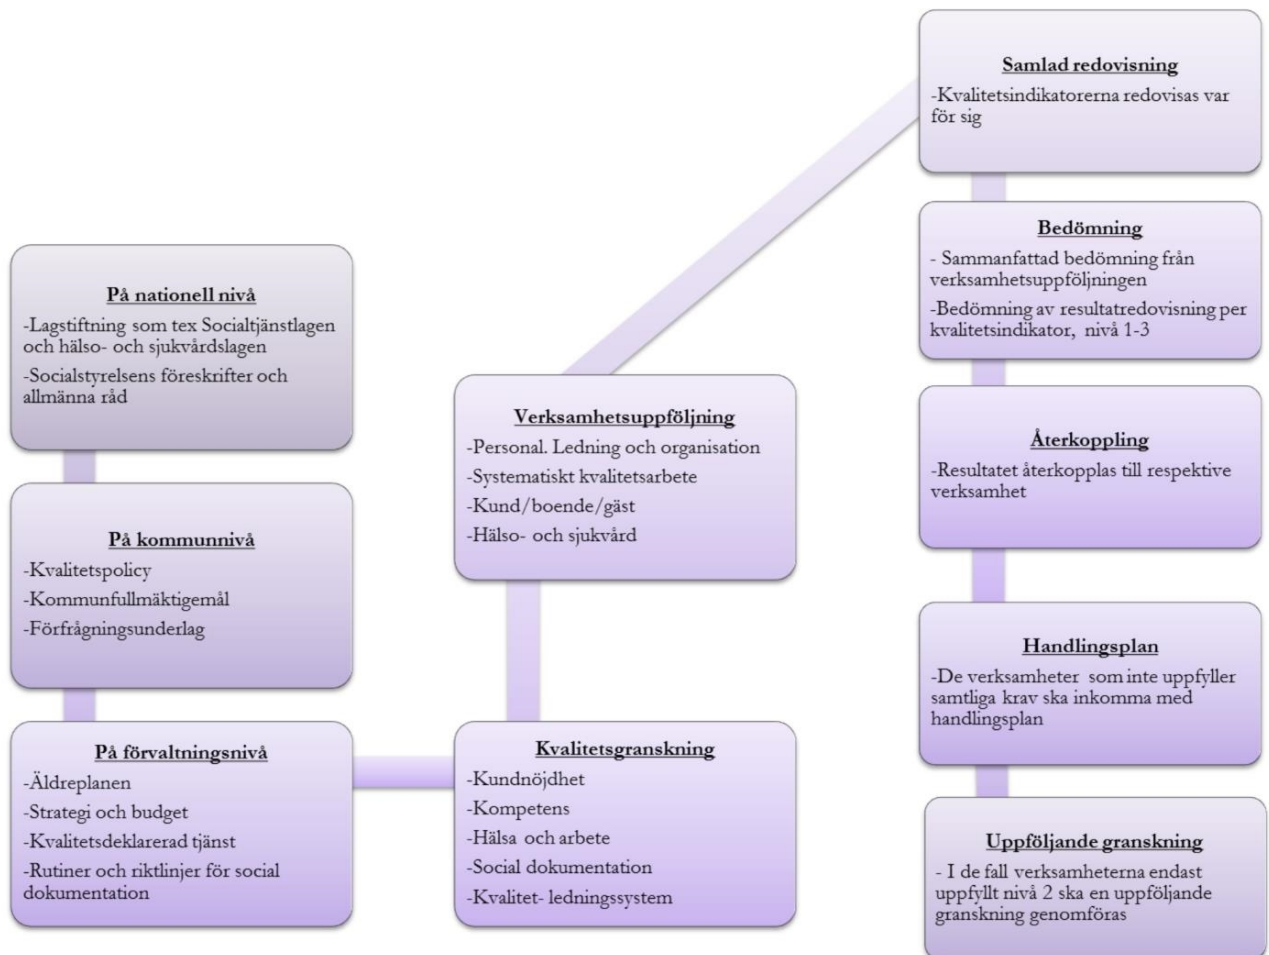 På nationell nivå
-Lagstiftning som tex Socialtjänstlagen
och hälso- och sjukvårdslagen
-Socialstyrelsens föreskrifter och
allmänna råd
På kommunnivå
-Kvalitetspolicy
-Kommunfullmäktigemål
-Förfrågningsunderlag
På förvaltningsnivå
-Äldreplanen
-Strategi och budget
-Kvalitetsdeklarerad tjänst
-Rutiner och riktlinjer för social
dokumentation
Kvalitetsgranskning
-Kundnöjdhet
-Kompetens
-Hälsa och arbete
-Social dokumentation
-Kvalitet- ledningssystem
Verksamhetsuppföljning
-Personal. Ledning och organisation
-Systematiskt kvalitetsarbete
-Kund/boende/gäst
-Hälso- och sjukvård
Samlad redovisning
-Kvalitetsindikatorerna redovisas var
för sig
Bedömning
- Sammanfattad bedömning från
verksamhetsuppföljningen
-Bedömning av resultatredovisning per
kvalitetsindikator, nivå 1-3
Återkoppling
-Resultatet återkopplas till respektive
verksamhet
Handlingsplan
-De verksamheter som inte uppfyller
samtliga krav ska inkomma med
handlingsplan
Uppföljande granskning
- I de fall verksamheterna endast
uppfyllt nivå 2 ska en uppföljande
granskning genomföras